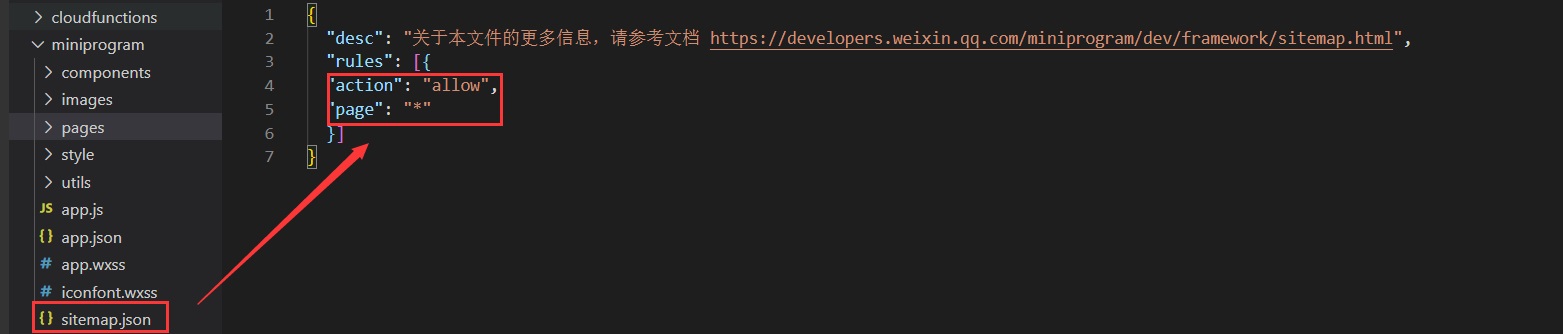 cloudfunctions
miniprogram
components
images
pages
style
utils
JS app.js
{} app.json
# app.wxss
# iconfont.wxss
{} sitemap.json
1 {
2 "desc": "关于本文件的更多信息，请参考文档 https://developers.weixin.qq.com/miniprogram/dev/framework/sitemap.html",
3 "rules": [{
4 "action": "allow",
5 "page": "*"
6 }]
7 }